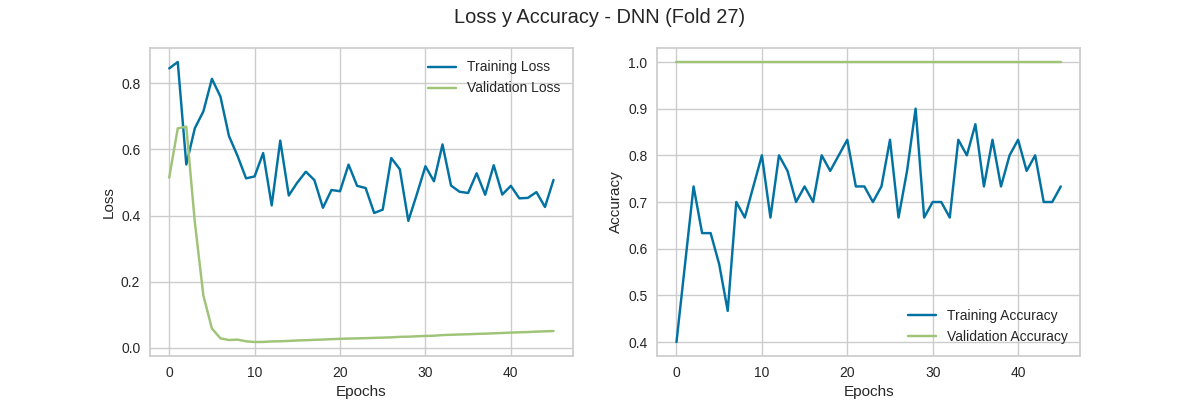 Loss y Accuracy - DNN (Fold 27)
Training Loss
Validation Loss
0.8
0.6
0.4
0.2
0.0
Loss
0
10
20
30
40
Epochs
1.0
0.9
0.8
0.7
0.6
0.5
0.4
Accuracy
Training Accuracy
Validation Accuracy
0
10
20
30
40
Epochs